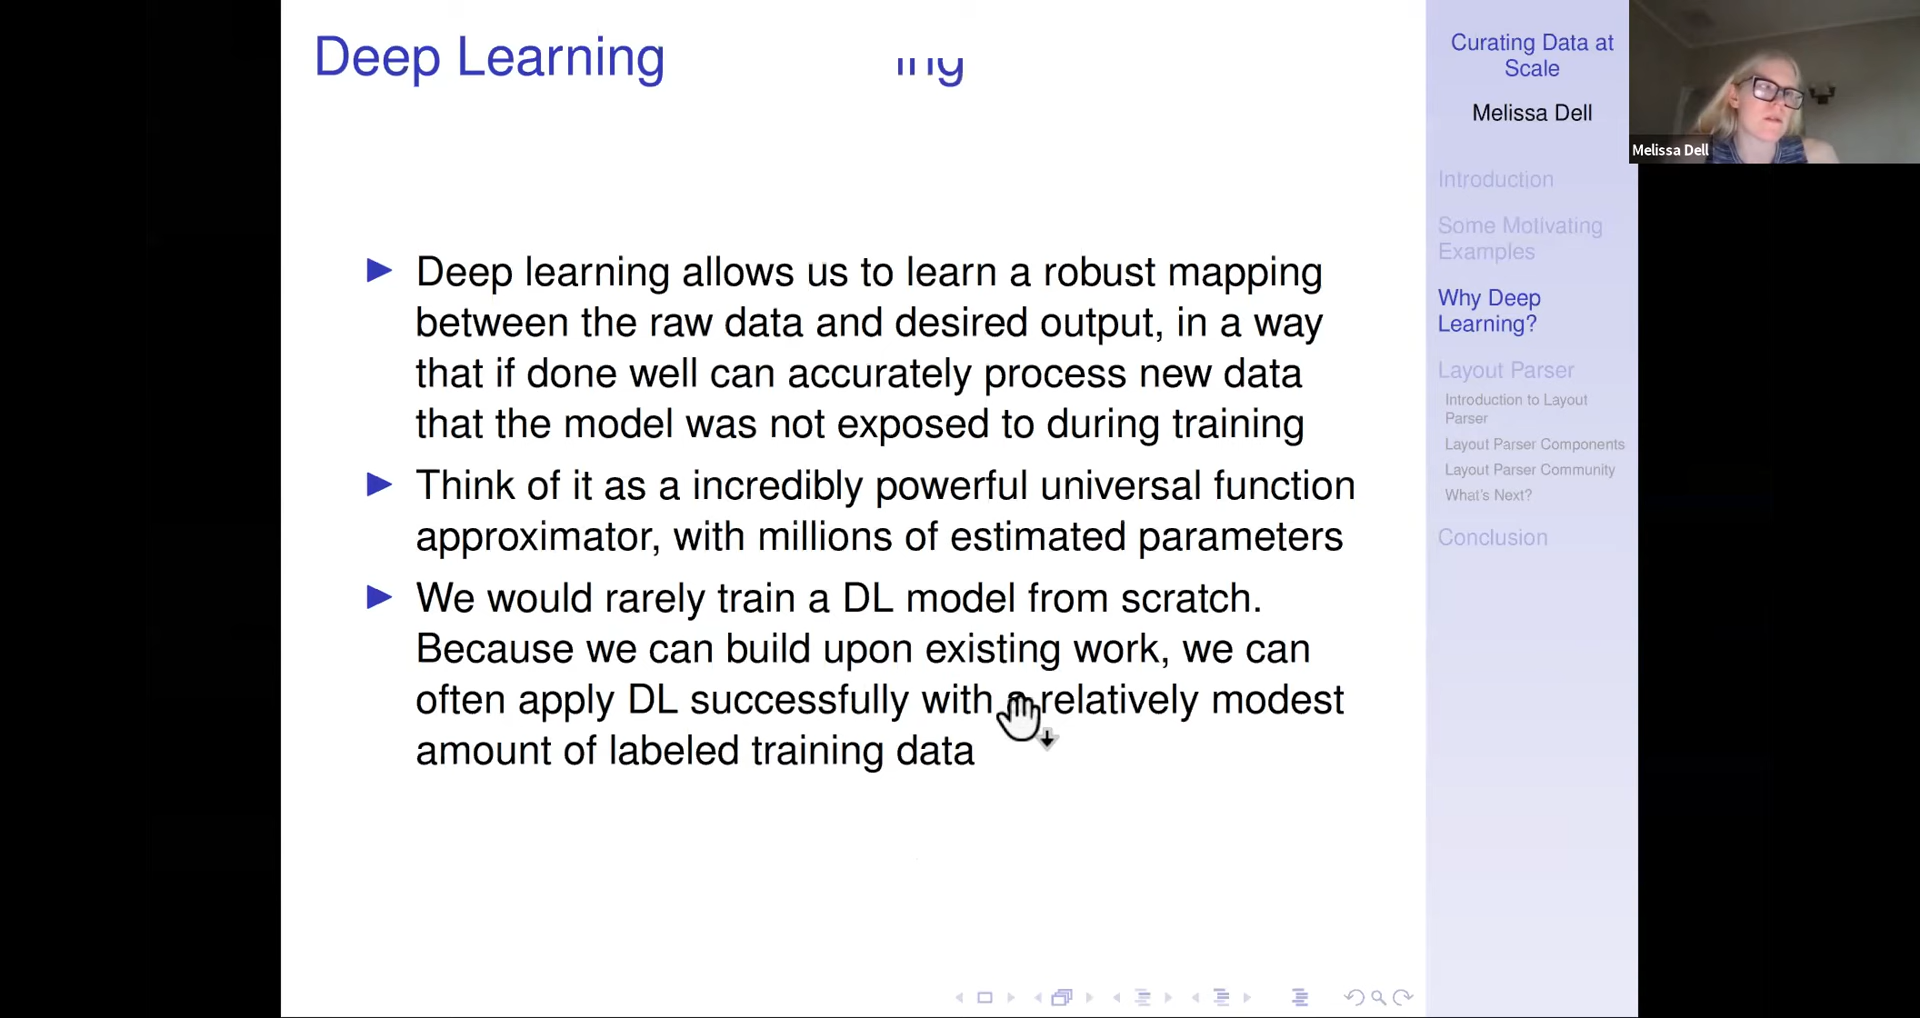 Deep Learning
ing
Deep learning allows us to learn a robust mapping
between the raw data and desired output, in a way
that if done well can accurately process new data
that the model was not exposed to during training
Think of it as a incredibly powerful universal function
approximator, with millions of estimated parameters
We would rarely train a DL model from scratch.
Because we can build upon existing work, we can
often apply DL successfully with a relatively modest
amount of labeled training data
Curating Data at
Scale
Melissa Dell
Introduction
Some Motivating
Examples
Why Deep
Learning?
Layout Parser
Introduction to Layout
Parser
Layout Parser Components
Layout Parser Community
What's Next?
Conclusion
Melissa Dell